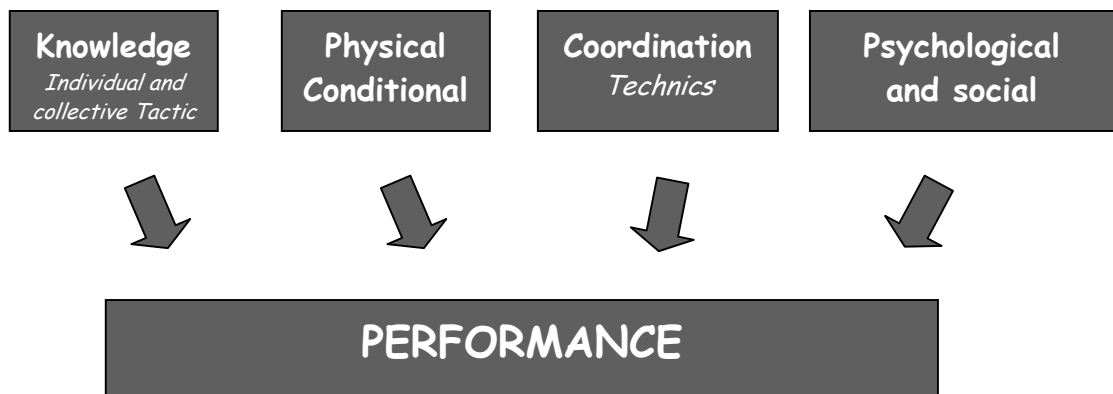 Knowledge
Individual and
collective Tactic
Physical
Conditional
Coordination
Technics
Psychological
and social
PERFORMANCE